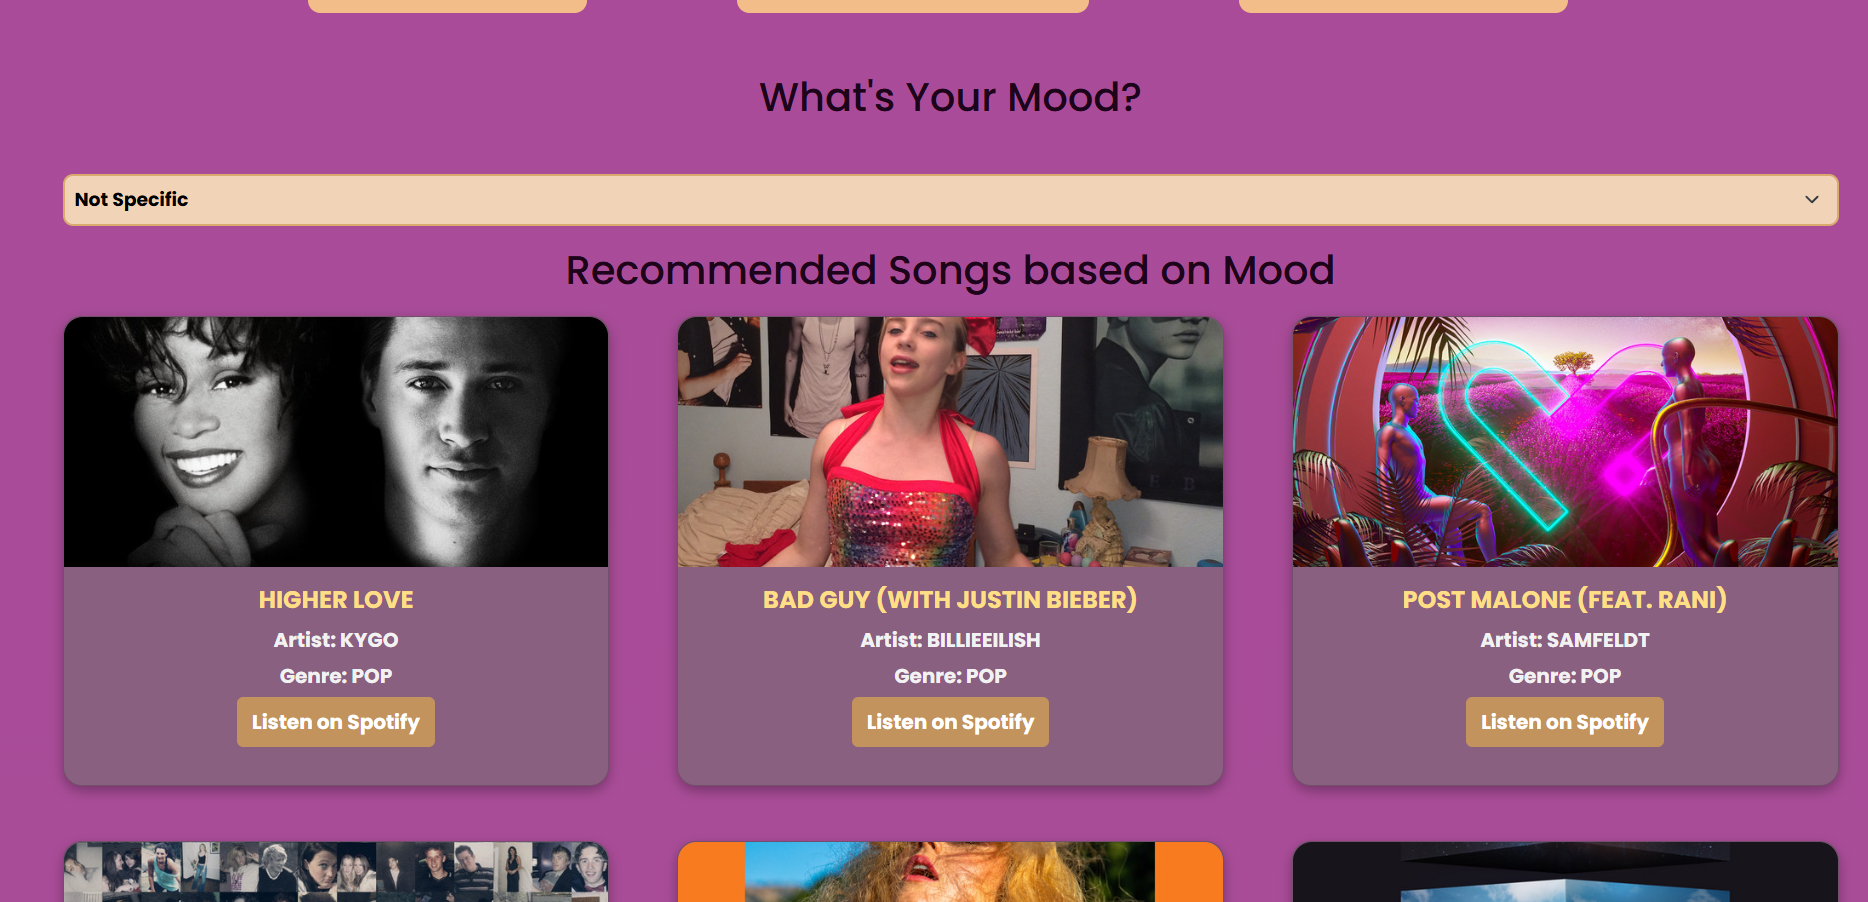 What's Your Mood?
Not Specific
Recommended Songs based on Mood
HIGHER LOVE
Artist: KYGO
Genre: POP
Listen on Spotify
BAD GUY (WITH JUSTIN BIEBER)
Artist: BILLIEEILISH
Genre: POP
Listen on Spotify
POST MALONE (FEAT. RANI)
Artist: SAMFELDT
Genre: POP
Listen on Spotify